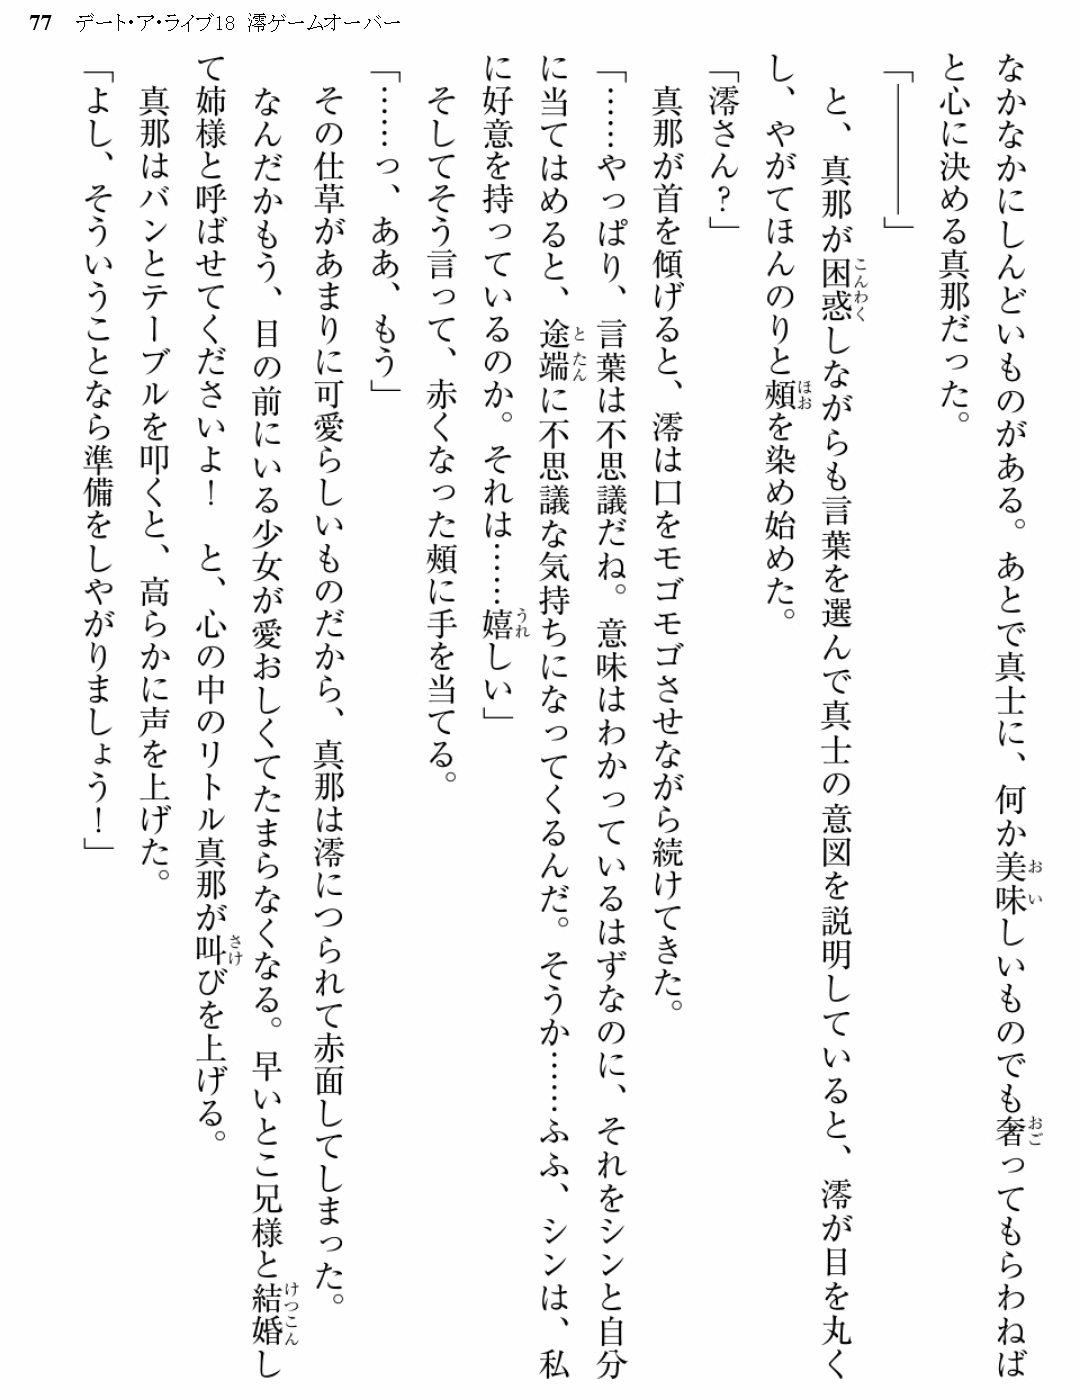 77 デート・ア・ライブ18 澪ゲームオーバー
なかなかにしんどいものがある。あとで真士に、何か美味しいものでも奢ってもらわねば
と心に決める真那だった。
「――――」
と、真那が困惑しながらも言葉を選んで真士の意図を説明していると、澪が目を丸く
し、やがてほんのりと頰を染め始めた。
「澪さん？」
真那が首を傾げると、澪は口をモゴモゴさせながら続けてきた。
「……やっぱり、言葉は不思議だね。意味はわかっているはずなのに、それをシンと自分
に当てはめると、途端に不思議な気持ちになってくるんだ。そうか……ふふ、シンは、私
に好意を持っているのか。それは……嬉しい」
そしてそう言って、赤くなった頰に手を当てる。
「……っ、ああ、もう」
その仕草があまりに可愛らしいものだから、真那は澪につられて赤面してしまった。
なんだかもう、目の前にいる少女が愛おしくてたまらなくなる。早いとこ兄様と結婚し
て姉様と呼ばせてくださいよ！　と、心の中のリトル真那が叫びを上げる。
真那はバンとテーブルを叩くと、高らかに声を上げた。
「よし、そういうことなら準備をしやがりましょう！」